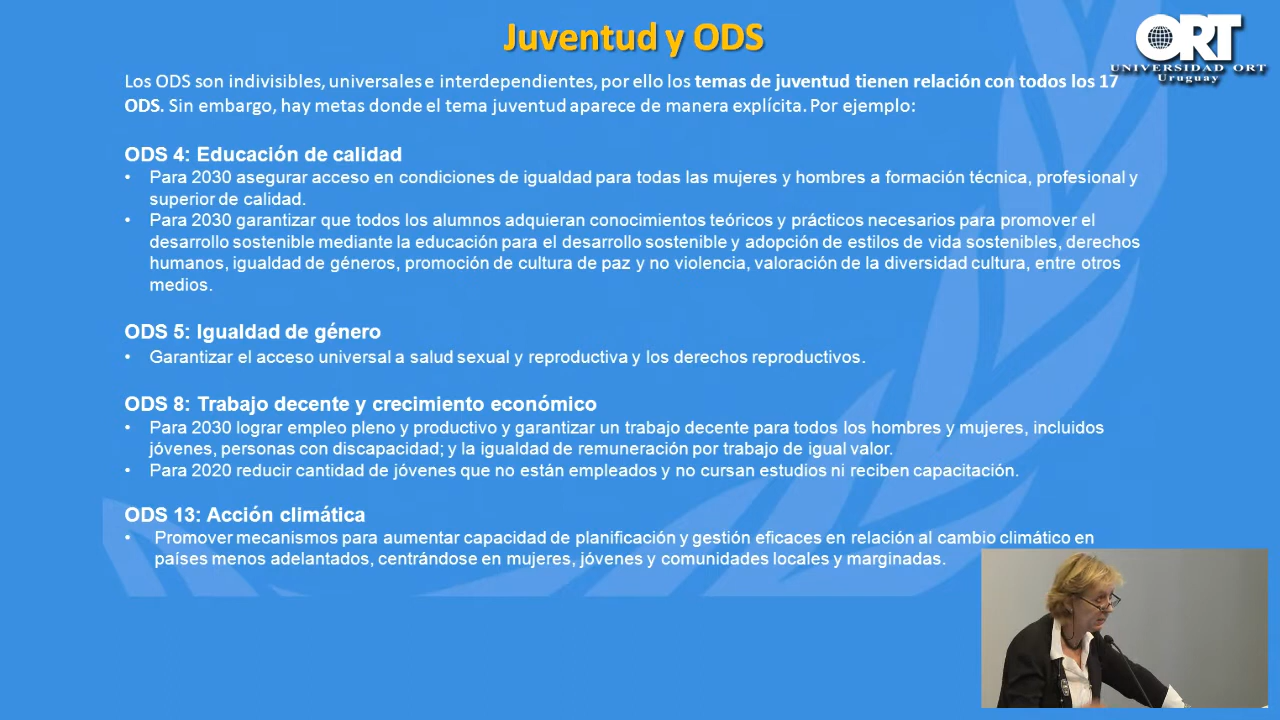 Juventud y ODS
ORT
UNIVERSIDAD ORT
Uruguay
Los ODS son indivisibles, universales e interdependientes, por ello los temas de juventud tienen relación con todos los 17
ODS. Sin embargo, hay metas donde el tema juventud aparece de manera explícita. Por ejemplo:
ODS 4: Educación de calidad
• Para 2030 asegurar acceso en condiciones de igualdad para todas las mujeres y hombres a formación técnica, profesional y
superior de calidad.
• Para 2030 garantizar que todos los alumnos adquieran conocimientos teóricos y prácticos necesarios para promover el
desarrollo sostenible mediante la educación para el desarrollo sostenible y adopción de estilos de vida sostenibles, derechos
humanos, igualdad de géneros, promoción de cultura de paz y no violencia, valoración de la diversidad cultura, entre otros
medios.
ODS 5: Igualdad de género
• Garantizar el acceso universal a salud sexual y reproductiva y los derechos reproductivos.
ODS 8: Trabajo decente y crecimiento económico
• Para 2030 lograr empleo pleno y productivo y garantizar un trabajo decente para todos los hombres y mujeres, incluidos
jóvenes, personas con discapacidad; y la igualdad de remuneración por trabajo de igual valor.
• Para 2020 reducir cantidad de jóvenes que no están empleados y no cursan estudios ni reciben capacitación.
ODS 13: Acción climática
• Promover mecanismos para aumentar capacidad de planificación y gestión eficaces en relación al cambio climático en
países menos adelantados, centrándose en mujeres, jóvenes y comunidades locales y marginadas.